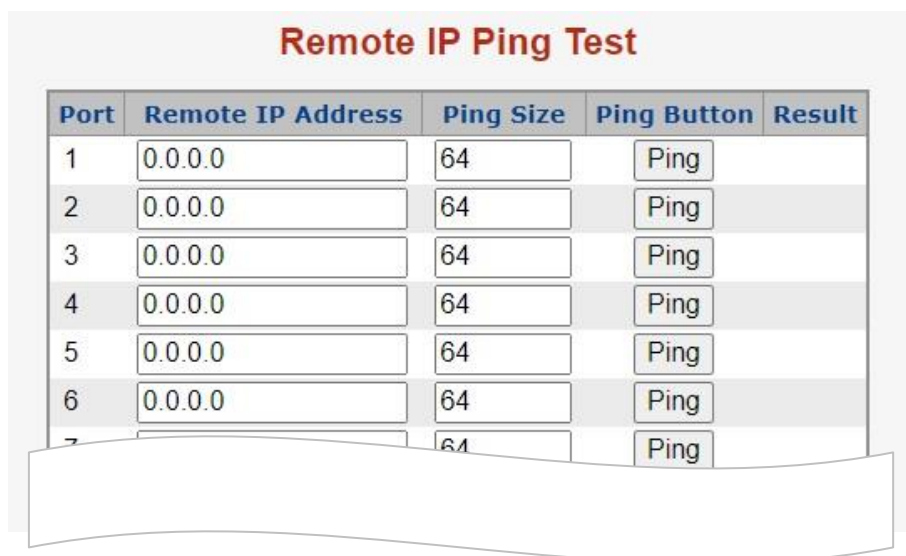 Remote IP Ping Test
Port Remote IP Address Ping Size Ping Button Result
1 0.0.0.0 64 Ping
2 0.0.0.0 64 Ping
3 0.0.0.0 64 Ping
4 0.0.0.0 64 Ping
5 0.0.0.0 64 Ping
6 0.0.0.0 64 Ping
7 64 Ping